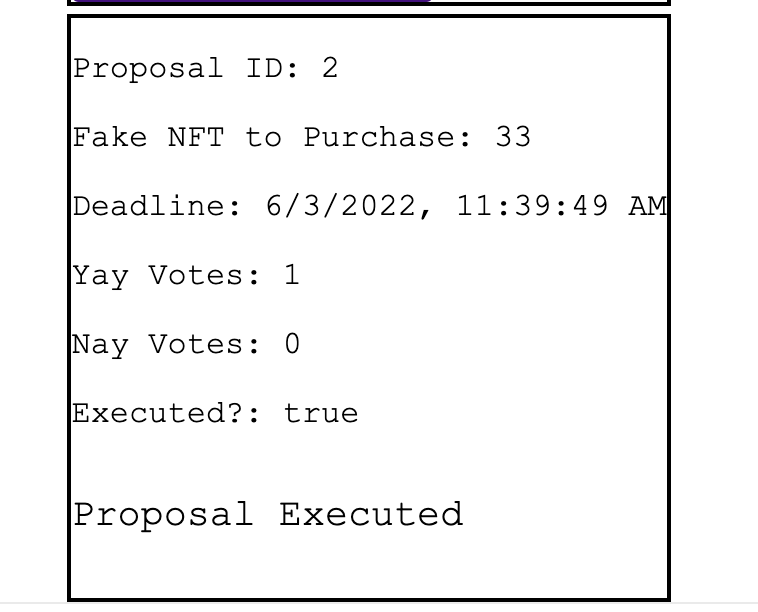 Proposal ID: 2
Fake NFT to Purchase: 33
Deadline: 6/3/2022, 11:39:49 AM
Yay Votes: 1
Nay Votes: 0
Executed?: true
Proposal Executed